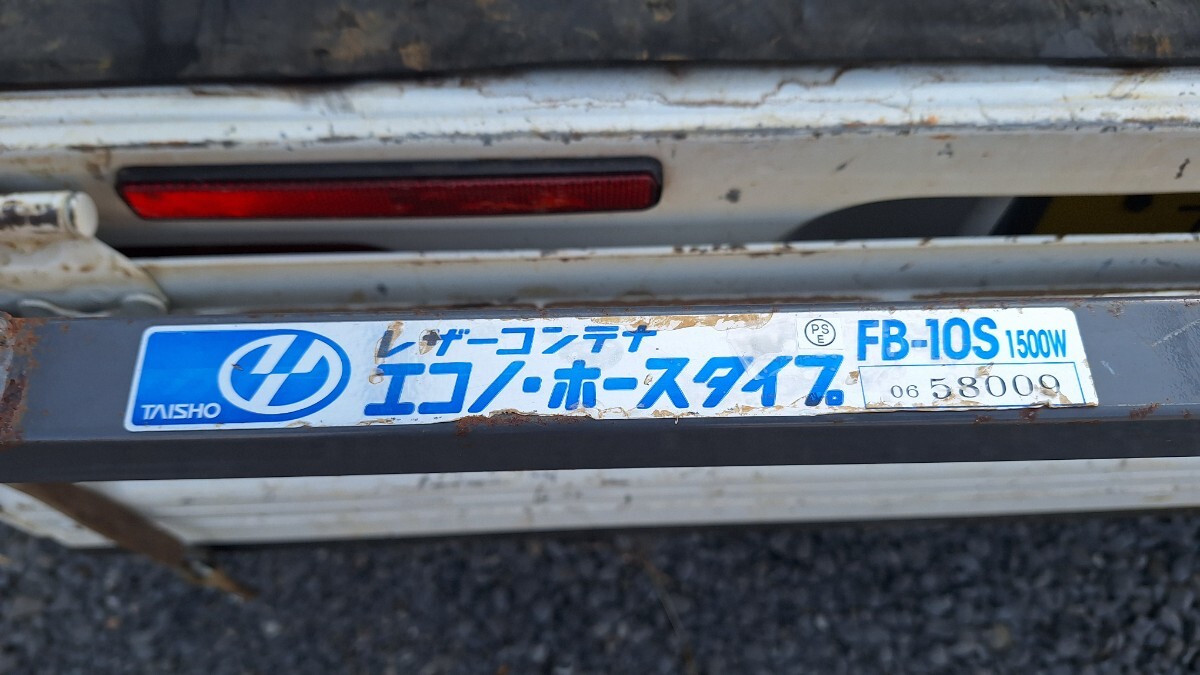 TAISHO
レザーコンテナ
エコノ・ホースタイプ
PS
E
FB-10S 1500W
06 58009